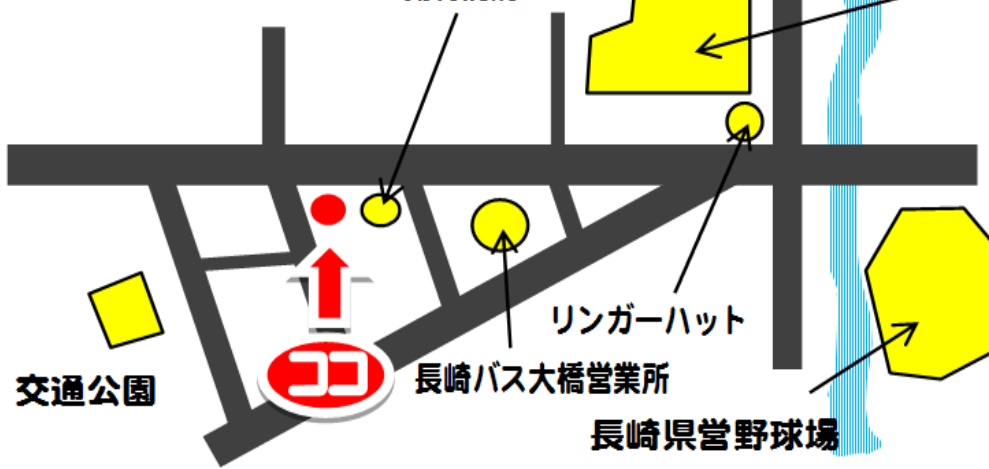 リンガーハット
長崎バス大橋営業所
ココ
交通公園
長崎県営野球場